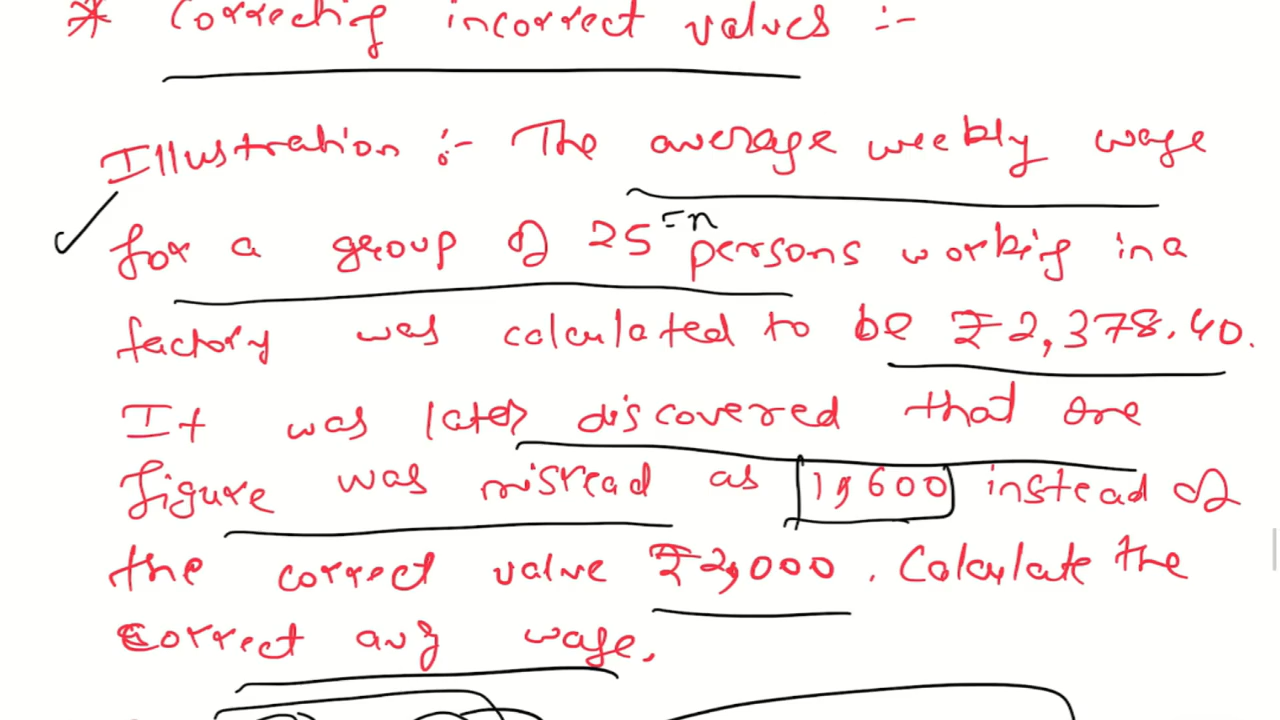 * Correcting incorrect values :-
Illustration :- The average weekly wage
for a group of 25 =n persons working in a
factory was calculated to be ₹2,378.40.
It was later discovered that one
figure was misread as 1,600 instead of
the correct value ₹2,000. Calculate the
correct avg wage.